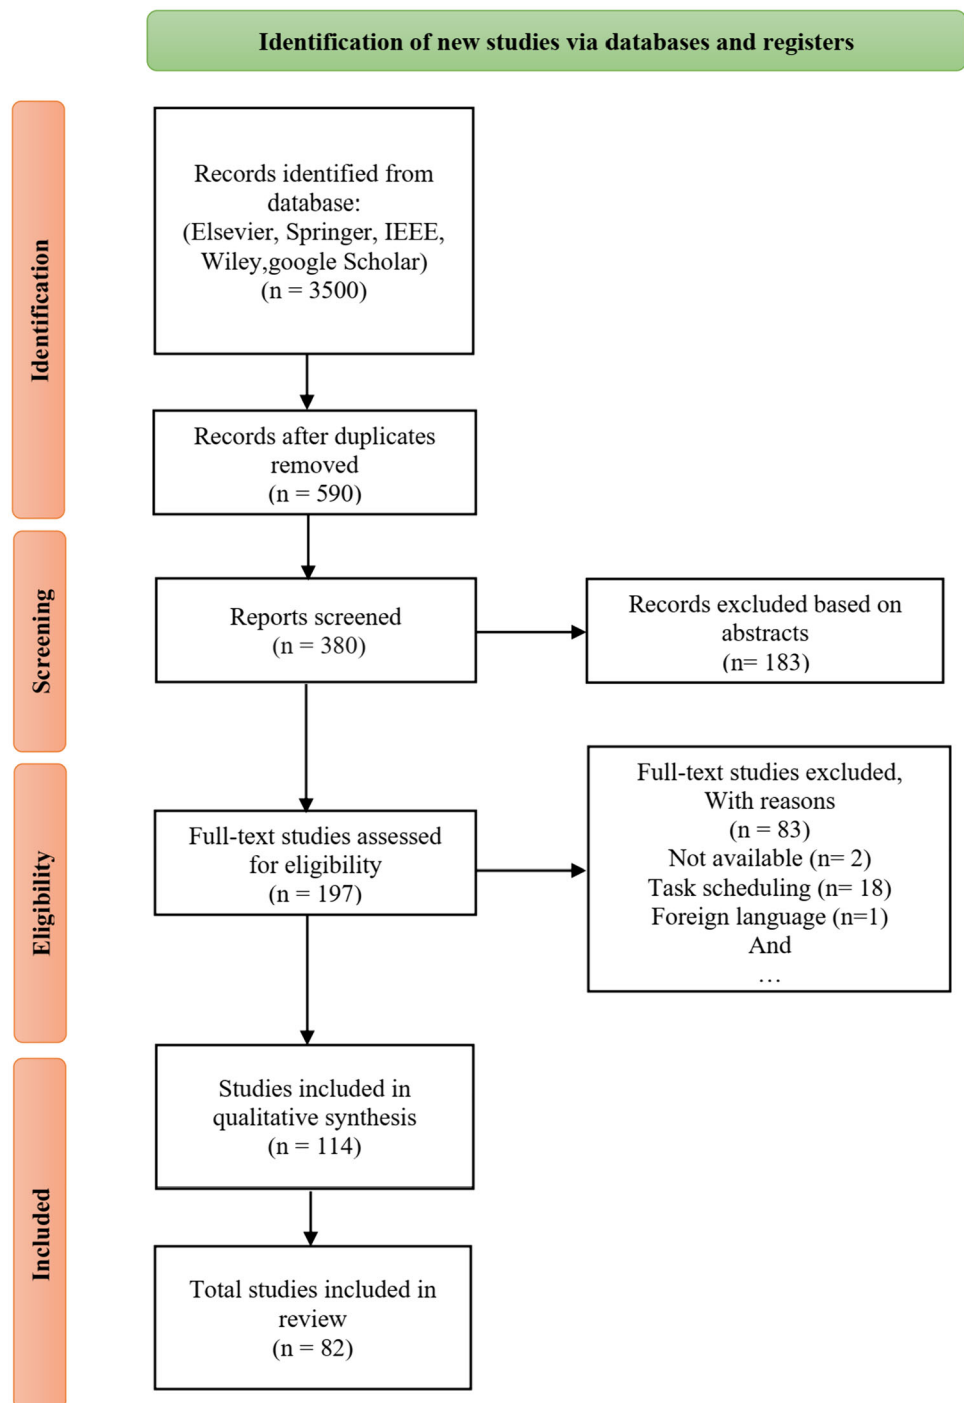 Identification of new studies via databases and registers
Identification
Records identified from
database:
(Elsevier, Springer, IEEE,
Wiley,google Scholar)
(n = 3500)
Records after duplicates
removed
(n = 590)
Screening
Reports screened
(n = 380)
Records excluded based on
abstracts
(n= 183)
Eligibility
Full-text studies assessed
for eligibility
(n = 197)
Full-text studies excluded,
With reasons
(n = 83)
Not available (n= 2)
Task scheduling (n= 18)
Foreign language (n=1)
And
…
Included
Studies included in
qualitative synthesis
(n = 114)
Total studies included in
review
(n = 82)